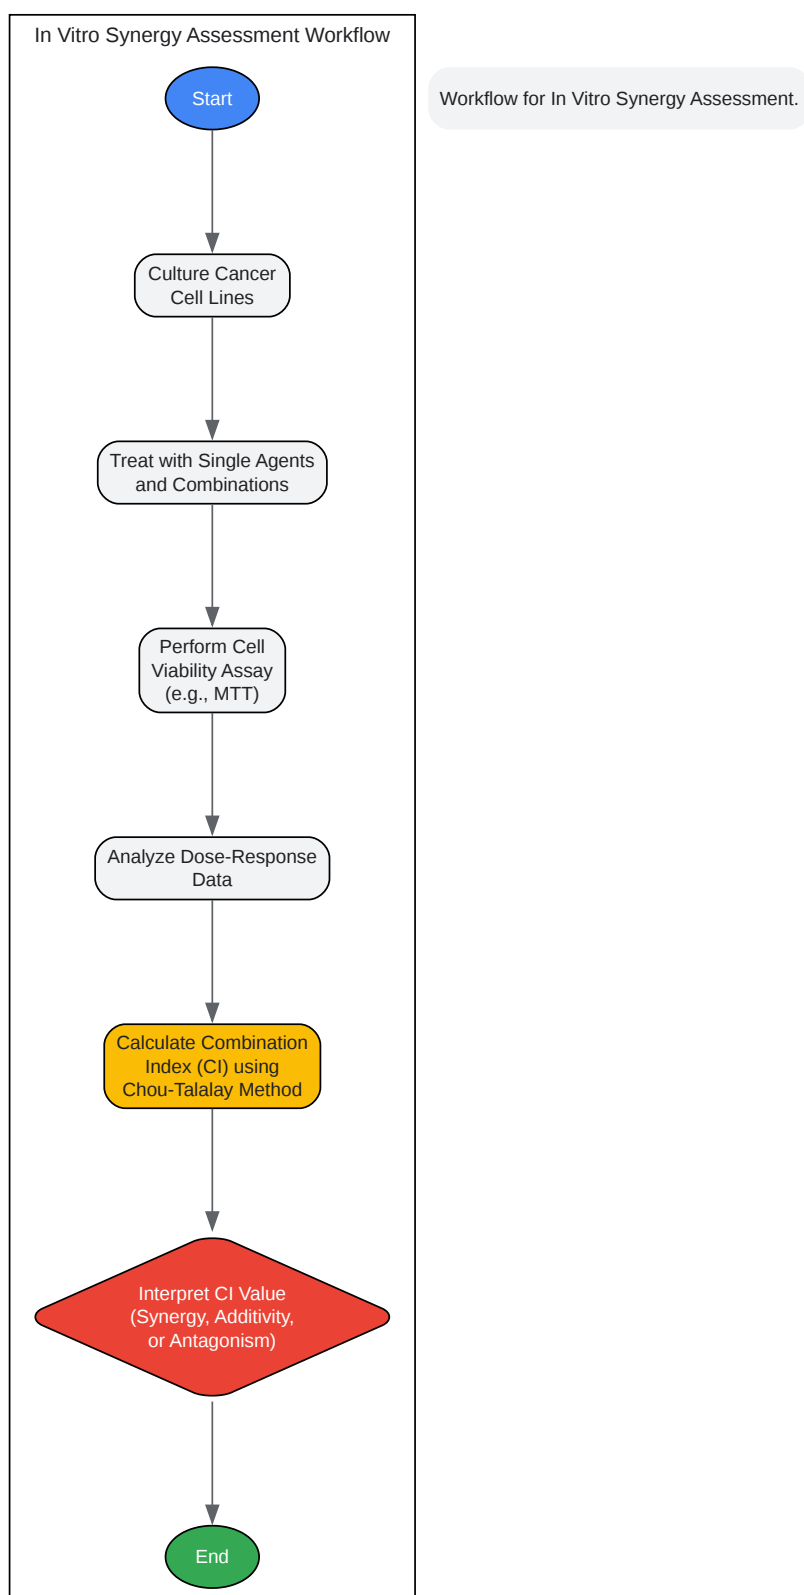 In Vitro Synergy Assessment Workflow
Start
Workflow for In Vitro Synergy Assessment.
Culture Cancer
Cell Lines
Treat with Single Agents
and Combinations
Perform Cell
Viability Assay
(e.g., MTT)
Analyze Dose-Response
Data
Calculate Combination
Index (CI) using
Chou-Talalay Method
Interpret CI Value
(Synergy, Additivity,
or Antagonism)
End